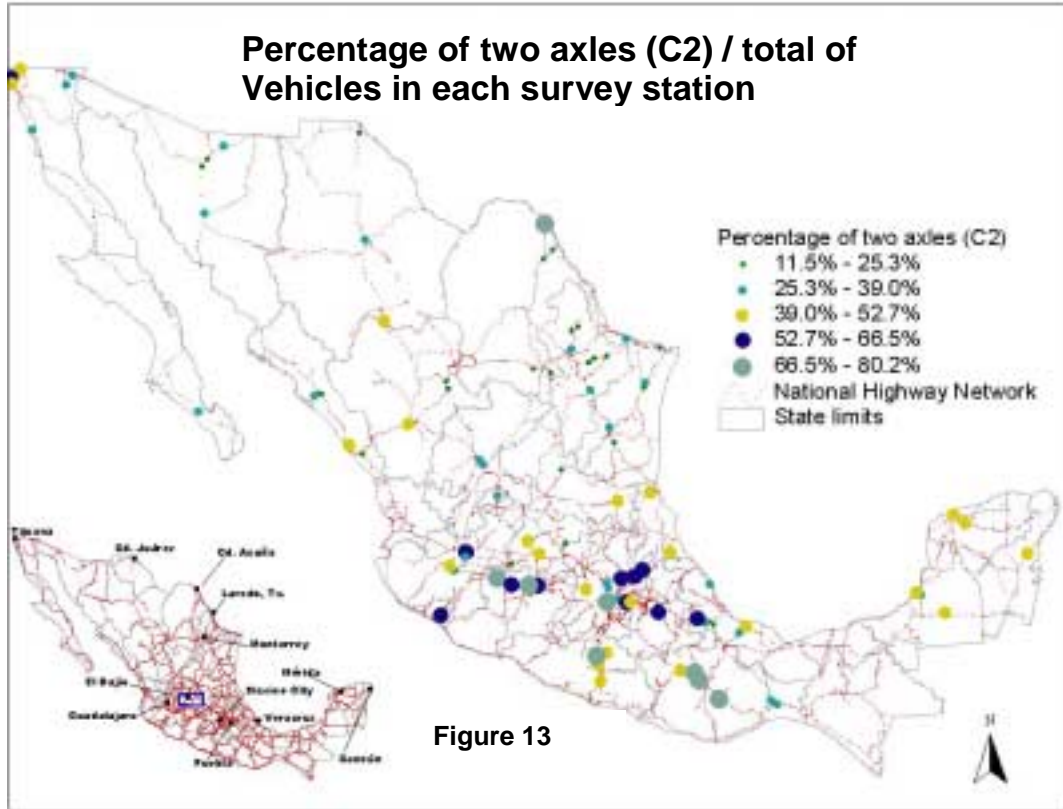 Percentage of two axles (C2) / total of
Vehicles in each survey station
Percentage of two axles (C2)
11.5% - 25.3%
25.3% - 39.0%
39.0% - 52.7%
52.7% - 66.5%
66.5% - 80.2%
National Highway Network
State limits
Tijuana
Cd. Juárez
Cd. Acuña
Laredo, Tx.
Monterrey
Mérida
El Bajío
Mexico City
Guadalajara
Veracruz
Puebla
Cancún
Figure 13
N